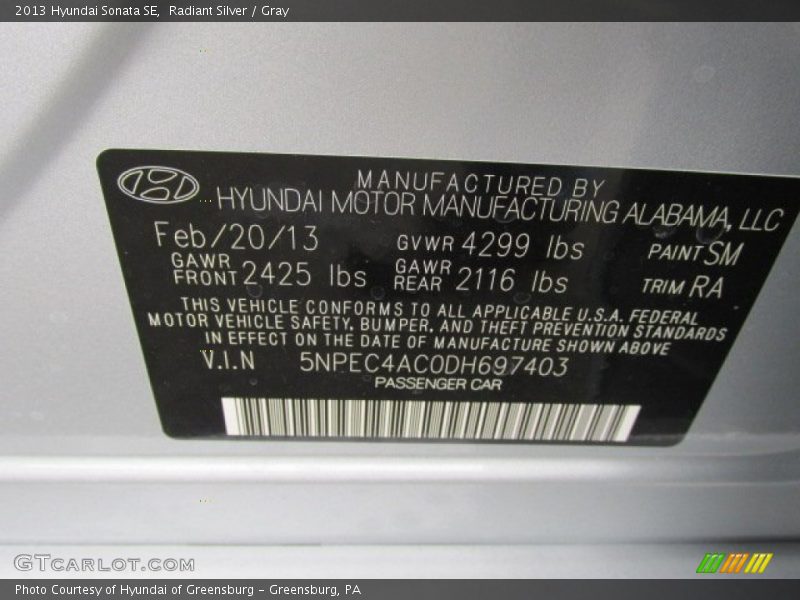 2013 Hyundai Sonata SE, Radiant Silver / Gray
MANUFACTURED BY
HYUNDAI MOTOR MANUFACTURING ALABAMA, LLC
Feb/20/13 GVWR 4299 lbs PAINT SM
GAWR FRONT 2425 lbs GAWR REAR 2116 lbs TRIM RA
THIS VEHICLE CONFORMS TO ALL APPLICABLE U.S.A. FEDERAL
MOTOR VEHICLE SAFETY, BUMPER, AND THEFT PREVENTION STANDARDS
IN EFFECT ON THE DATE OF MANUFACTURE SHOWN ABOVE
V.I.N 5NPEC4AC0DH697403
PASSENGER CAR
GTCARLOT.COM
Photo Courtesy of Hyundai of Greensburg - Greensburg, PA